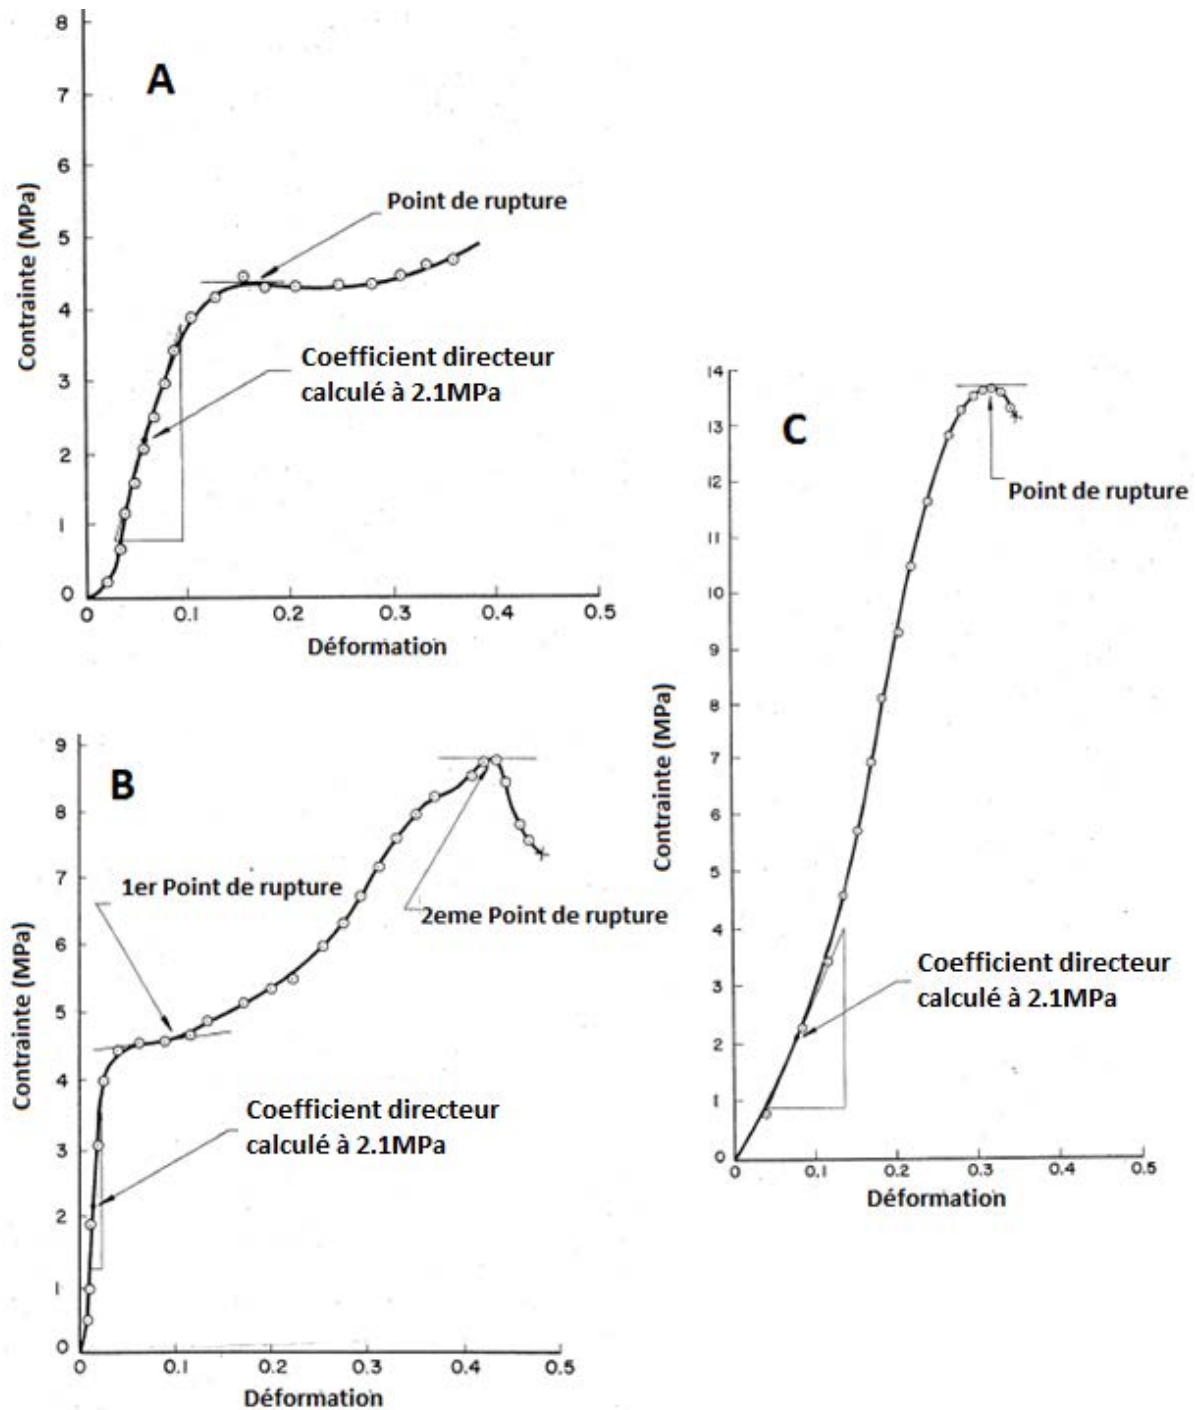 8
7
6
5
4
3
2
1
0
Contrainte (MPa)
A
Point de rupture
Coefficient directeur
calculé à 2.1MPa
0
0.1
0.2
0.3
0.4
0.5
Déformation
9
8
7
6
5
4
3
2
1
0
Contrainte (MPa)
B
1er Point de rupture
2eme Point de rupture
Coefficient directeur
calculé à 2.1MPa
0
0.1
0.2
0.3
0.4
0.5
Déformation
14
13
12
11
10
9
8
7
6
5
4
3
2
1
0
Contrainte (MPa)
C
Point de rupture
Coefficient directeur
calculé à 2.1MPa
0
0.1
0.2
0.3
0.4
0.5
Déformation